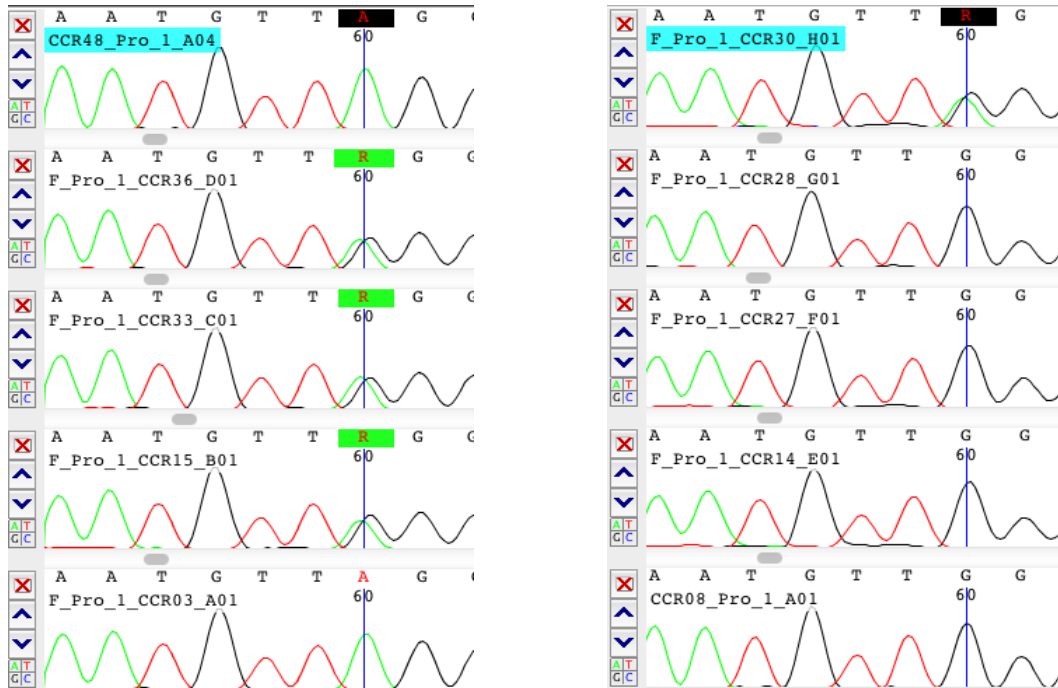 A A T G T T A G
60
CCR48_Pro_1_A04
A T
G C
A A T G T T R G G
60
F_Pro_1_CCR36_D01
A T
G C
A A T G T T R G G
60
F_Pro_1_CCR33_C01
A T
G C
A A T G T T R G G
60
F_Pro_1_CCR15_B01
A T
G C
A A T G T T A G
60
F_Pro_1_CCR03_A01
A T
G C
A A T G T T R G
60
F_Pro_1_CCR30_H01
A T
G C
A A T G T T G G
60
F_Pro_1_CCR28_G01
A T
G C
A A T G T T G G
60
F_Pro_1_CCR27_F01
A T
G C
A A T G T T G G
60
F_Pro_1_CCR14_E01
A T
G C
A A T G T T G G
60
CCR08_Pro_1_A01
A T
G C